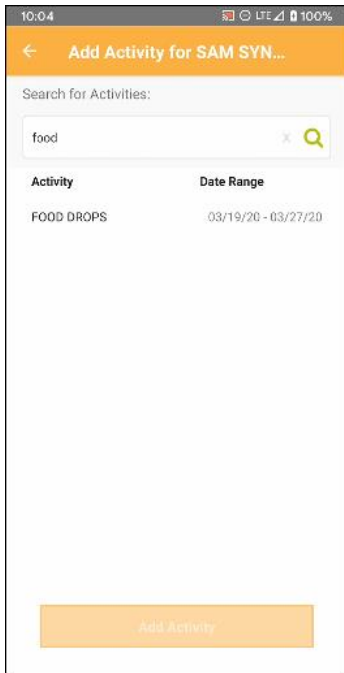 10:04 LTE 100%
Add Activity for SAM SYN...
Search for Activities:
food x
Activity Date Range
FOOD DROPS 03/19/20 - 03/27/20
Add Activity